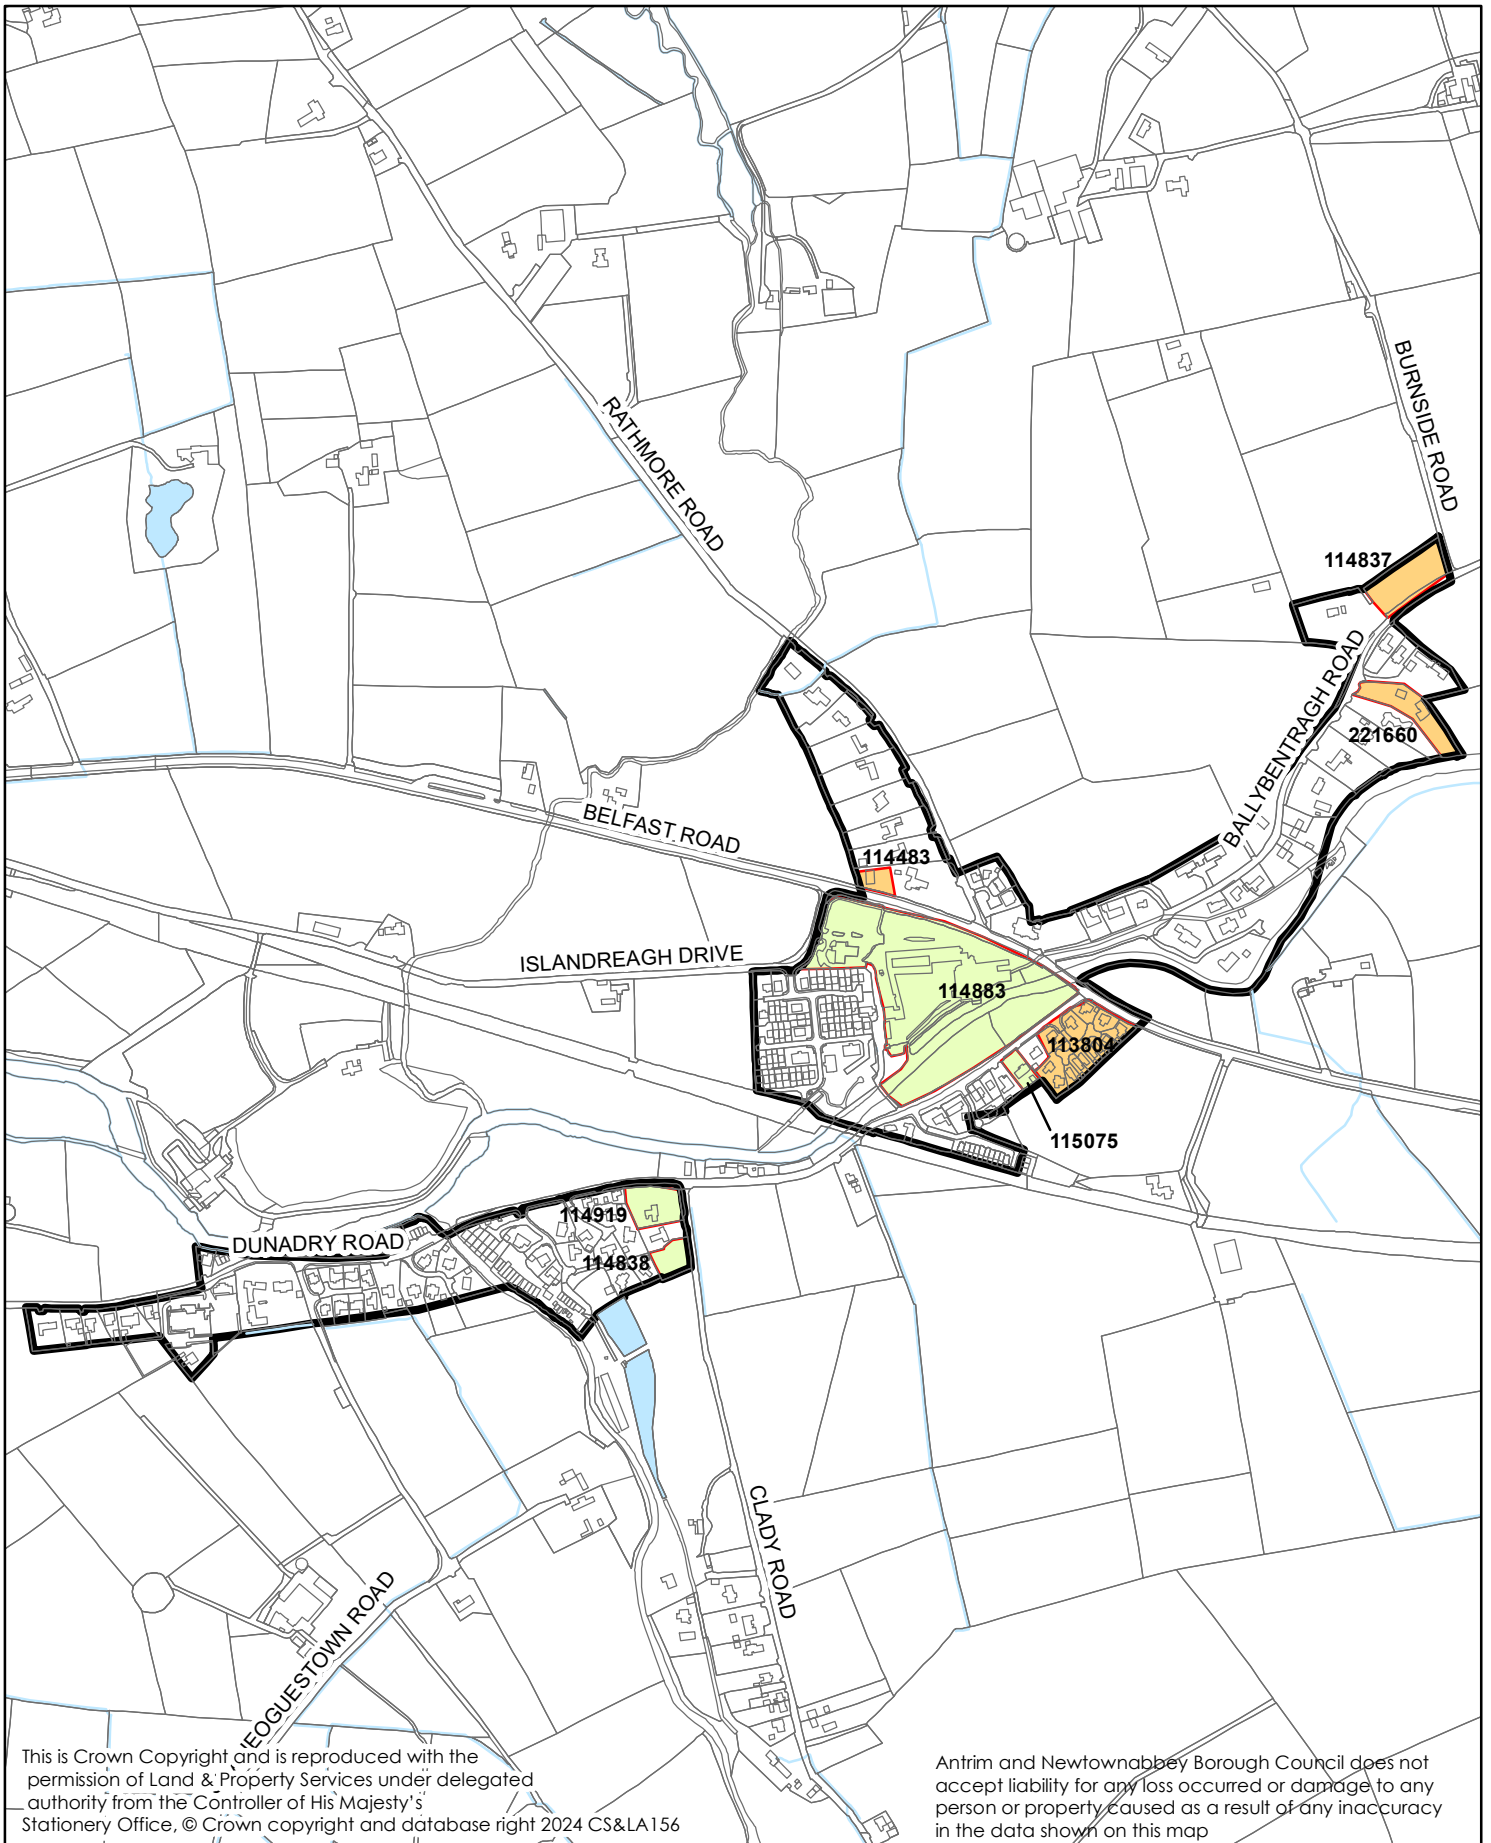 BURNSIDE ROAD
RATHMORE ROAD
114837
BALLYBENTRAGH ROAD
221660
BELFAST ROAD
114483
ISLANDREAGH DRIVE
114883
113804
115075
114919
DUNADRY ROAD
114838
CLADY ROAD
EOGUESTOWN ROAD
This is Crown Copyright and is reproduced with the
permission of Land & Property Services under delegated
authority from the Controller of His Majesty's
Stationery Office, © Crown copyright and database right 2024 CS&LA156
Antrim and Newtownabbey Borough Council does not
accept liability for any loss occurred or damage to any
person or property caused as a result of any inaccuracy
in the data shown on this map